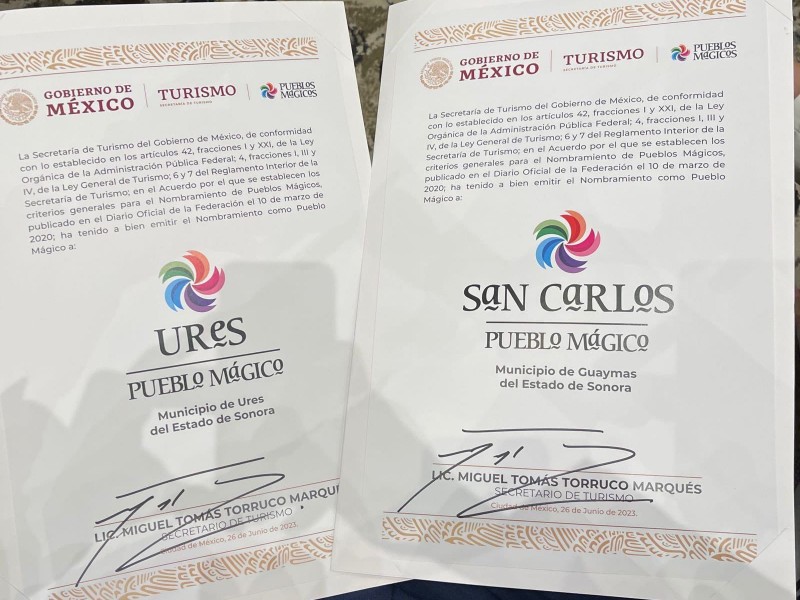 GOBIERNO DE
MÉXICO
TURISMO
SECRETARÍA DE TURISMO
PUEBLOS
MáGICOS
La Secretaría de Turismo del Gobierno de México, de conformidad
con lo establecido en los artículos 42, fracciones I y XXI, de la Ley
Orgánica de la Administración Pública Federal; 4, fracciones I, III y
IV, de la Ley General de Turismo; 6 y 7 del Reglamento Interior de la
Secretaría de Turismo; en el Acuerdo por el que se establecen los
criterios generales para el Nombramiento de Pueblos Mágicos,
publicado en el Diario Oficial de la Federación el 10 de marzo de
2020; ha tenido a bien emitir el Nombramiento como Pueblo
Mágico a:
UReS
PUEBLo MáGICo
Municipio de Ures
del Estado de Sonora
LIC. MIGUEL TOMÁS TORRUCO MARQUÉ
SECRETARIO DE TURISMO
Ciudad de México, 26 de Junio de 2023.
GOBIERNO DE
MÉXICO
TURISMO
SECRETARÍA DE TURISMO
PUEBLOS
MáGICOS
La Secretaría de Turismo del Gobierno de México, de conformidad
con lo establecido en los artículos 42, fracciones I y XXI, de la Ley
Orgánica de la Administración Pública Federal; 4, fracciones I, III y
IV, de la Ley General de Turismo; 6 y 7 del Reglamento Interior de la
Secretaría de Turismo; en el Acuerdo por el que se establecen los
criterios generales para el Nombramiento de Pueblos Mágicos,
publicado en el Diario Oficial de la Federación el 10 de marzo de
2020; ha tenido a bien emitir el Nombramiento como Pueblo
Mágico a:
SaN CaRLoS
PUEBLo MáGICo
Municipio de Guaymas
del Estado de Sonora
LIC. MIGUEL TOMÁS TORRUCO MARQUÉS
SECRETARIO DE TURISMO
Ciudad de México, 26 de Junio de 2023.